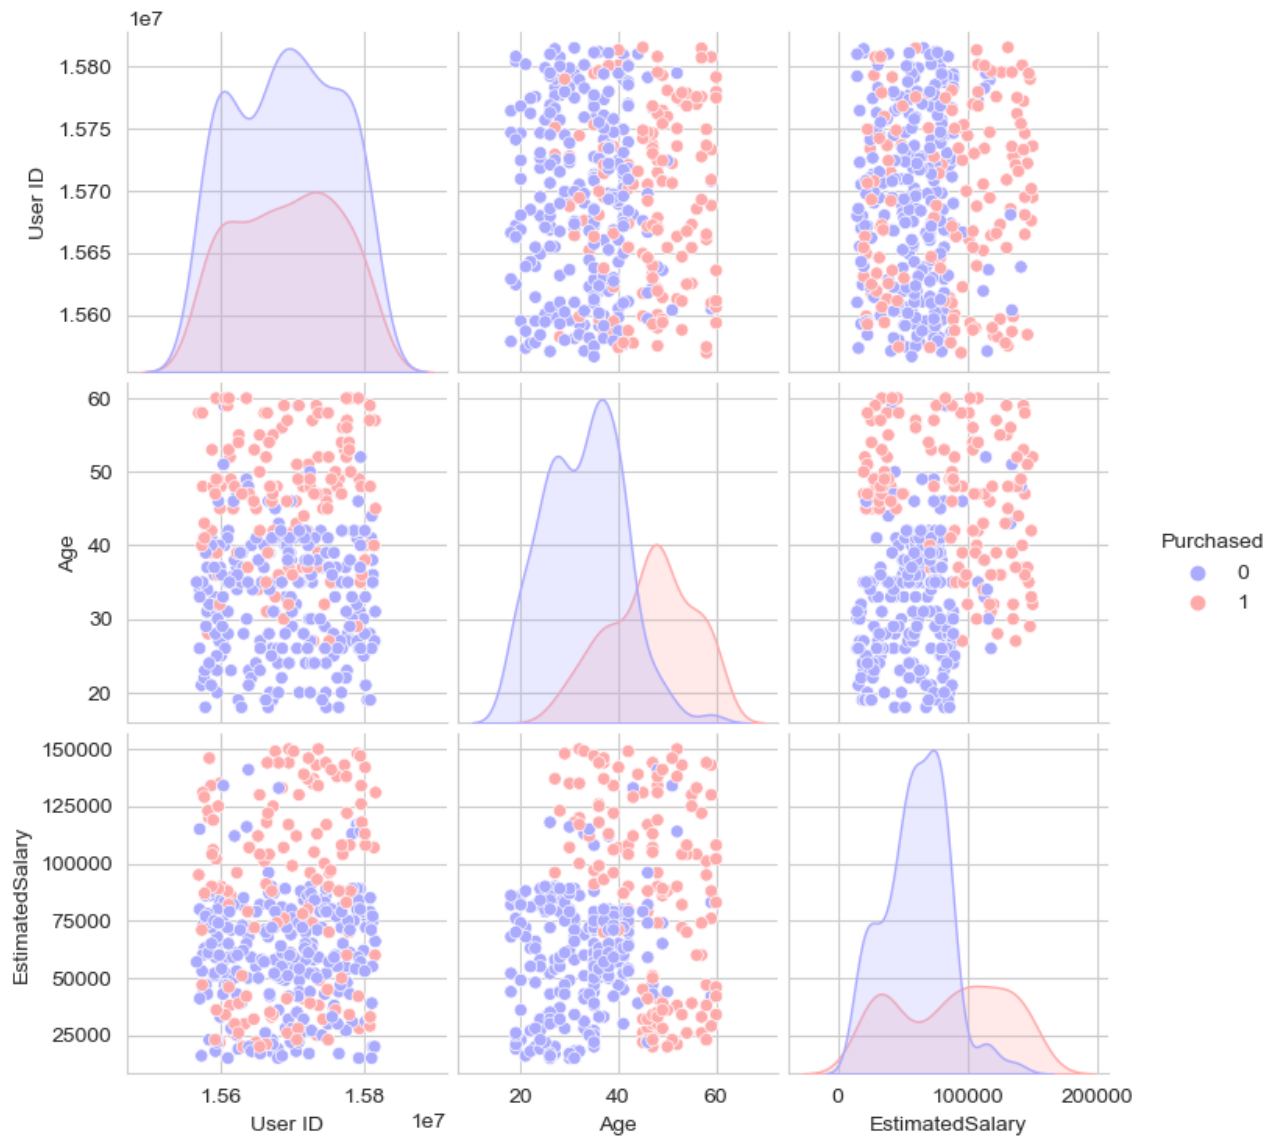 1e7
1.580
1.575
1.570
1.565
1.560
User ID
60
50
40
30
20
Age
Purchased
0
1
150000
125000
100000
75000
50000
25000
EstimatedSalary
1.56 1.58 20 40 60 0 100000 200000
User ID 1e7 Age EstimatedSalary